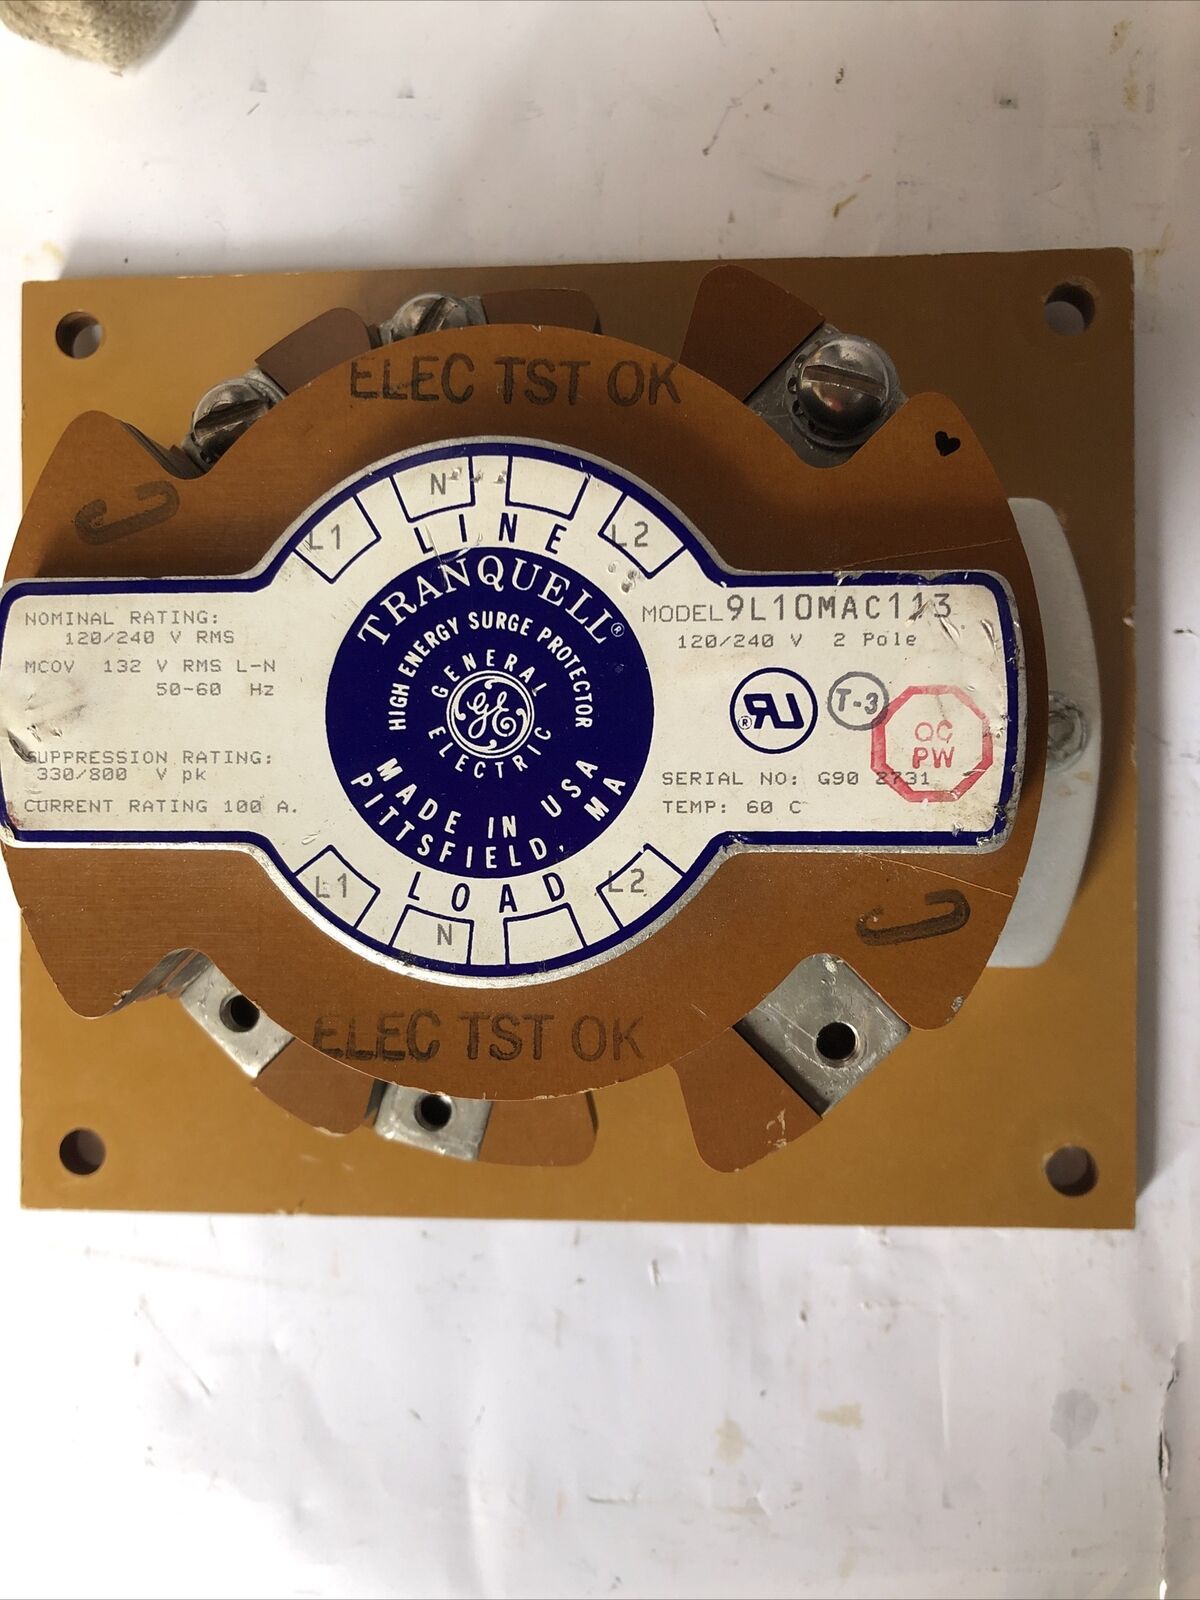 ELEC TST OK
L1 N L2
LINE
NOMINAL RATING:
120/240 V RMS
MCOV 132 V RMS L-N
50-60 Hz
SUPPRESSION RATING:
330/800 V pk
CURRENT RATING 100 A.
TRANQUELL®
HIGH ENERGY SURGE PROTECTOR
GENERAL
GE
ELECTRIC
MADE IN USA
PITTSFIELD, MA
MODEL 9L10MAC113
120/240 V 2 Pole
RU®
T-3
QC
PW
SERIAL NO: G90 2731
TEMP: 60 C
LOAD
L1 N L2
ELEC TST OK